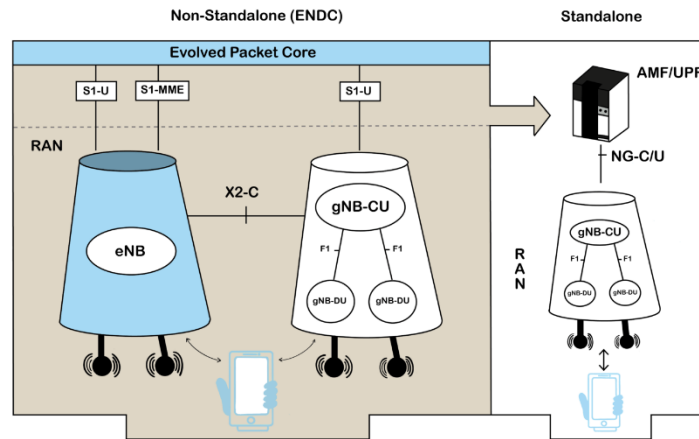 Non-Standalone (ENDC)
Standalone
Evolved Packet Core
S1-U
S1-MME
S1-U
AMF/UPF
RAN
NG-C/U
X2-C
gNB-CU
eNB
F1
F1
gNB-DU
gNB-DU
gNB-CU
F1
F1
gNB-DU
gNB-DU
R
A
N